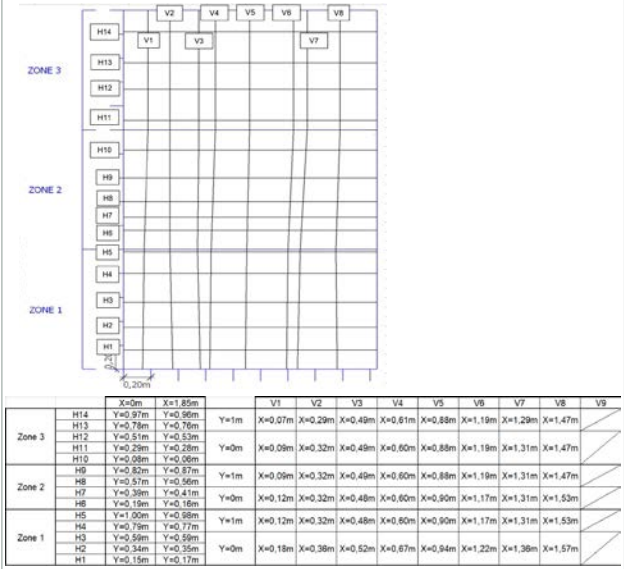 V2 V4 V5 V6 V8
H14
V1 V3 V7
H13
ZONE 3
H12
H11
H10
H9
ZONE 2
H8
H7
H6
H5
H4
H3
ZONE 1
H2
H1
0,20m
X=0m X=1,85m V1 V2 V3 V4 V5 V6 V7 V8 V9
H14 Y=0,97m Y=0,96m
Y=1m X=0,07m X=0,29m X=0,49m X=0,61m X=0,88m X=1,19m X=1,29m X=1,47m
H13 Y=0,78m Y=0,76m
Zone 3 H12 Y=0,51m Y=0,53m
H11 Y=0,29m Y=0,28m
Y=0m X=0,09m X=0,32m X=0,49m X=0,60m X=0,88m X=1,19m X=1,31m X=1,47m
H10 Y=0,08m Y=0,06m
H9 Y=0,82m Y=0,87m
Y=1m X=0,09m X=0,32m X=0,49m X=0,60m X=0,88m X=1,19m X=1,31m X=1,47m
H8 Y=0,57m Y=0,56m
Zone 2
H7 Y=0,39m Y=0,41m
Y=0m X=0,12m X=0,32m X=0,48m X=0,60m X=0,90m X=1,17m X=1,31m X=1,53m
H6 Y=0,19m Y=0,16m
H5 Y=1,00m Y=0,98m
Y=1m X=0,12m X=0,32m X=0,48m X=0,60m X=0,90m X=1,17m X=1,31m X=1,53m
H4 Y=0,79m Y=0,77m
Zone 1 H3 Y=0,59m Y=0,59m
H2 Y=0,34m Y=0,35m
Y=0m X=0,18m X=0,36m X=0,52m X=0,67m X=0,94m X=1,22m X=1,36m X=1,57m
H1 Y=0,15m Y=0,17m